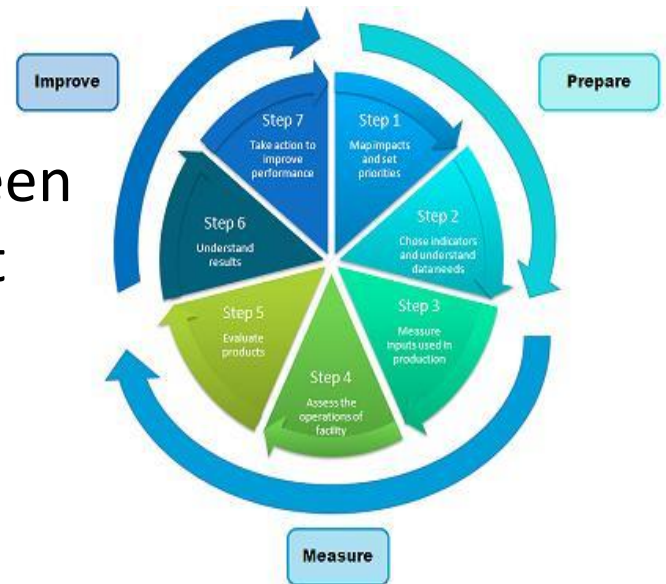 Improve
Prepare
een
t
Step 1
Map impacts
and set
priorities
Step 2
Chose indicators
and understand
data needs
Step 3
Measure
inputs used in
production
Step 4
Assess the
operations of
facility
Step 5
Evaluate
products
Step 6
Understand
results
Step 7
Take action to
improve
performance
Measure